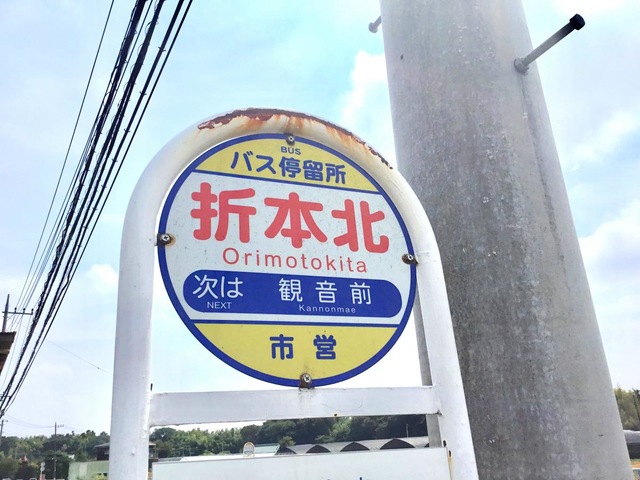 BUS
バス停留所
折本北
Orimotokita
次は 観音前
NEXT Kannonmae
市営